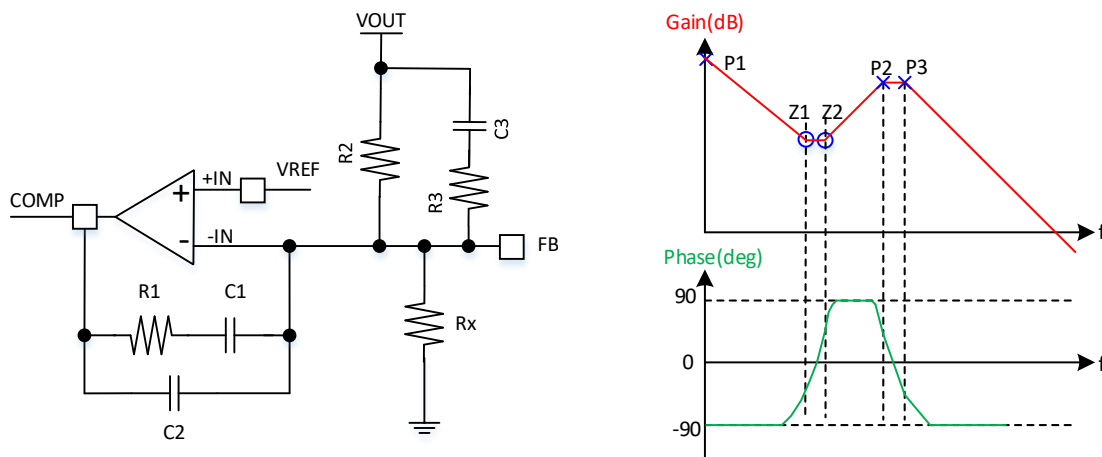 VOUT
C3
R2
R3
+IN
VREF
COMP
+
-
-IN
FB
R1
C1
Rx
C2
Gain(dB)
P1
P2
P3
Z1
Z2
f
Phase(deg)
90
0
f
-90